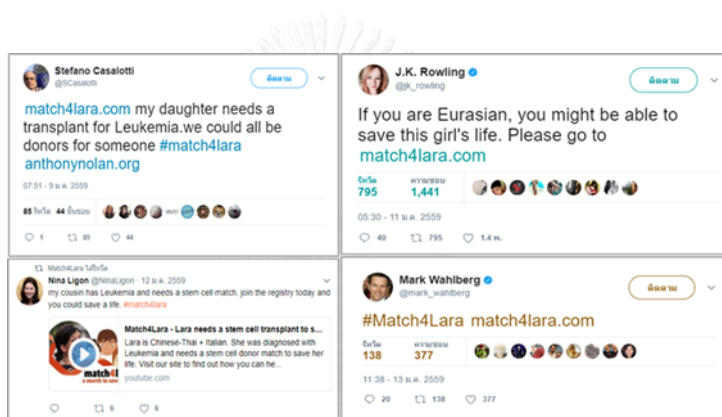 Stefano Casalotti
@SCasalotti
ติดตาม
match4lara.com my daughter needs a
transplant for Leukemia.we could all be
donors for someone #match4lara
anthonynolan.org
07:51 - 9 ม.ค. 2559
85 รีทวีต 44 ชื่นชอบ
1 85 44
J.K. Rowling
@jk_rowling
ติดตาม
If you are Eurasian, you might be able to
save this girl's life. Please go to
match4lara.com
รีทวีต ความชอบ
795 1,441
05:30 - 11 ม.ค. 2559
40 795 1.4 พ.
Match4Lara ได้รีทวีต
Nina Ligon @NinaLigon · 12 ม.ค. 2559
my cousin has Leukemia and needs a stem cell match. join the registry today and
you could save a life. #match4lara
Match4Lara - Lara needs a stem cell transplant to s...
Lara is Chinese-Thai + Italian. She was diagnosed with
Leukemia and needs a stem cell donor match to save her
life. Visit our site to find out how you can he...
youtube.com
match4l
a search to save
6 6
Mark Wahlberg
@mark_wahlberg
ติดตาม
#Match4Lara match4lara.com
รีทวีต ความชอบ
138 377
11:38 - 13 ม.ค. 2559
20 138 377